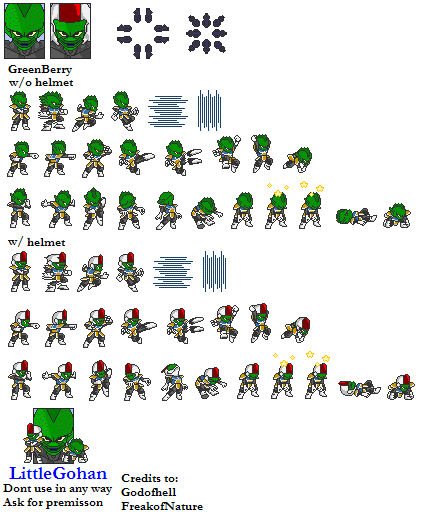 GreenBerry
w/o helmet
w/ helmet
LittleGohan
Dont use in any way
Ask for premisson
Credits to:
Godofhell
FreakofNature